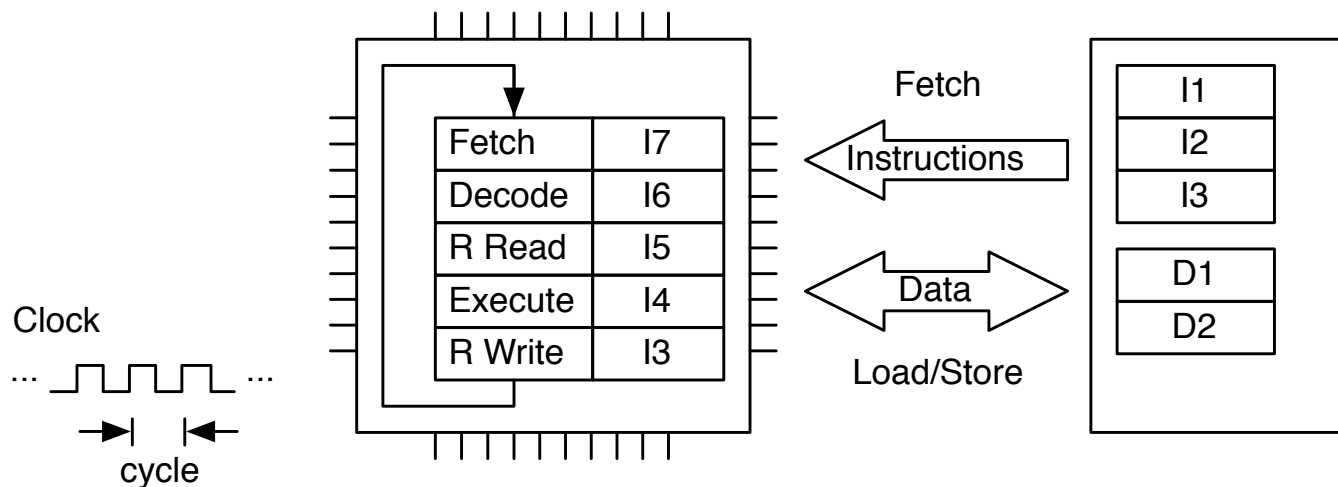 Fetch
Instructions
Data
Load/Store
Fetch I7
Decode I6
R Read I5
Execute I4
R Write I3
I1
I2
I3
D1
D2
Clock
... ...
cycle